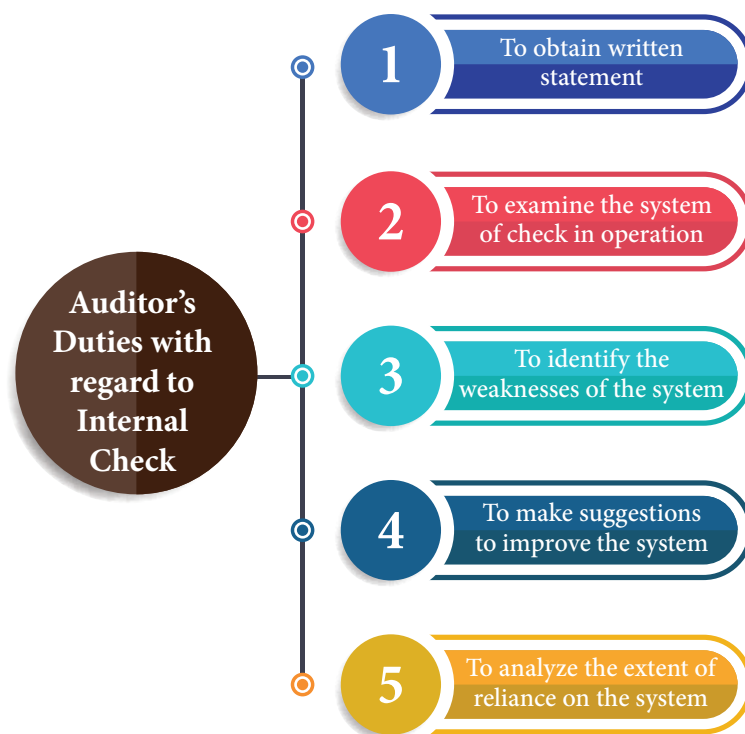 Auditor's
Duties with
regard to
Internal
Check
1
To obtain written
statement
2
To examine the system
of check in operation
3
To identify the
weaknesses of the system
4
To make suggestions
to improve the system
5
To analyze the extent of
reliance on the system